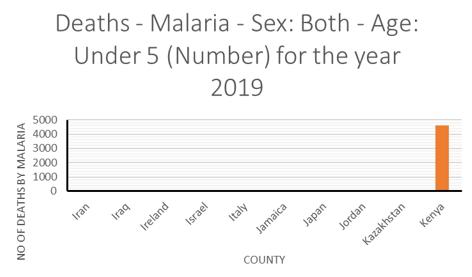 Deaths - Malaria - Sex: Both - Age:
Under 5 (Number) for the year
2019
NO OF DEATHS BY MALARIA
5000
4000
3000
2000
1000
0
Iran
Iraq
Ireland
Israel
Italy
Jamaica
Japan
Jordan
Kazakhstan
Kenya
COUNTY